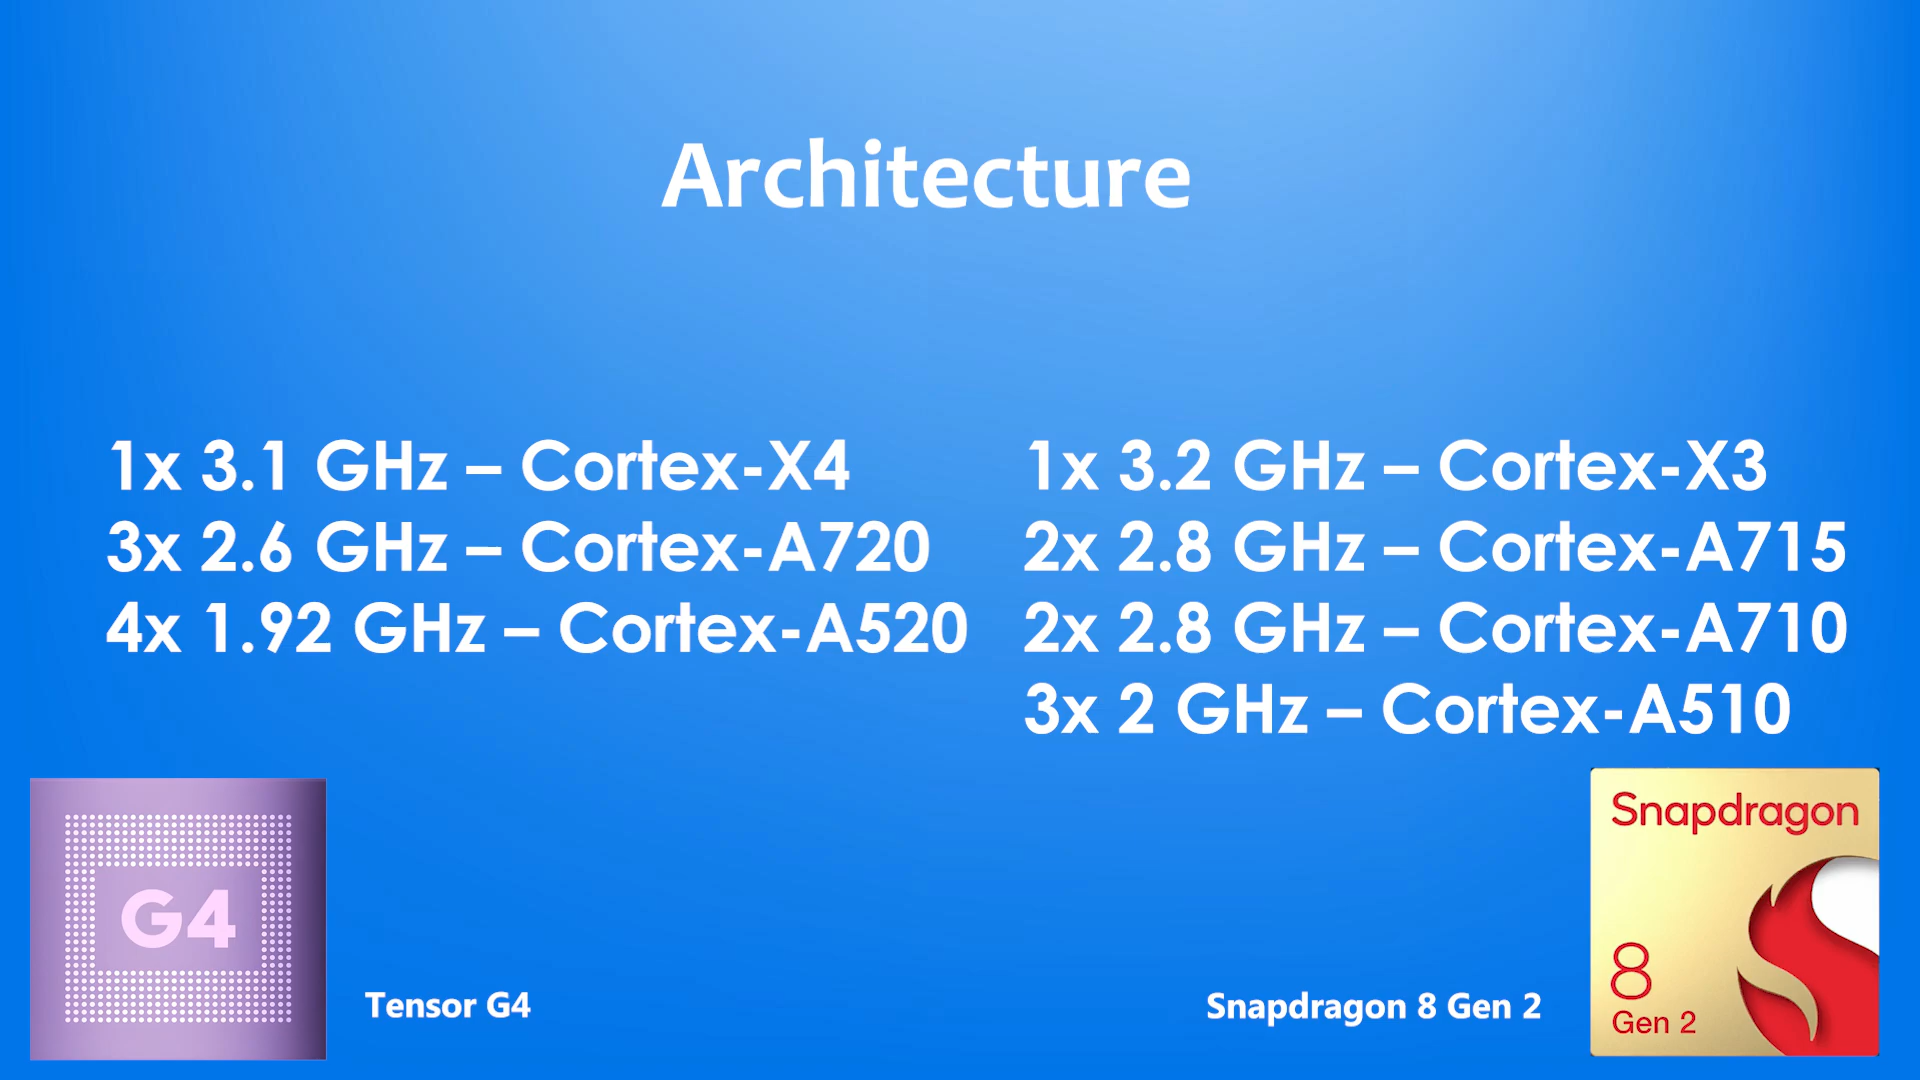 Architecture
1x 3.1 GHz – Cortex-X4
3x 2.6 GHz – Cortex-A720
4x 1.92 GHz – Cortex-A520
1x 3.2 GHz – Cortex-X3
2x 2.8 GHz – Cortex-A715
2x 2.8 GHz – Cortex-A710
3x 2 GHz – Cortex-A510
G4
Tensor G4
Snapdragon 8 Gen 2
Snapdragon
8
Gen 2